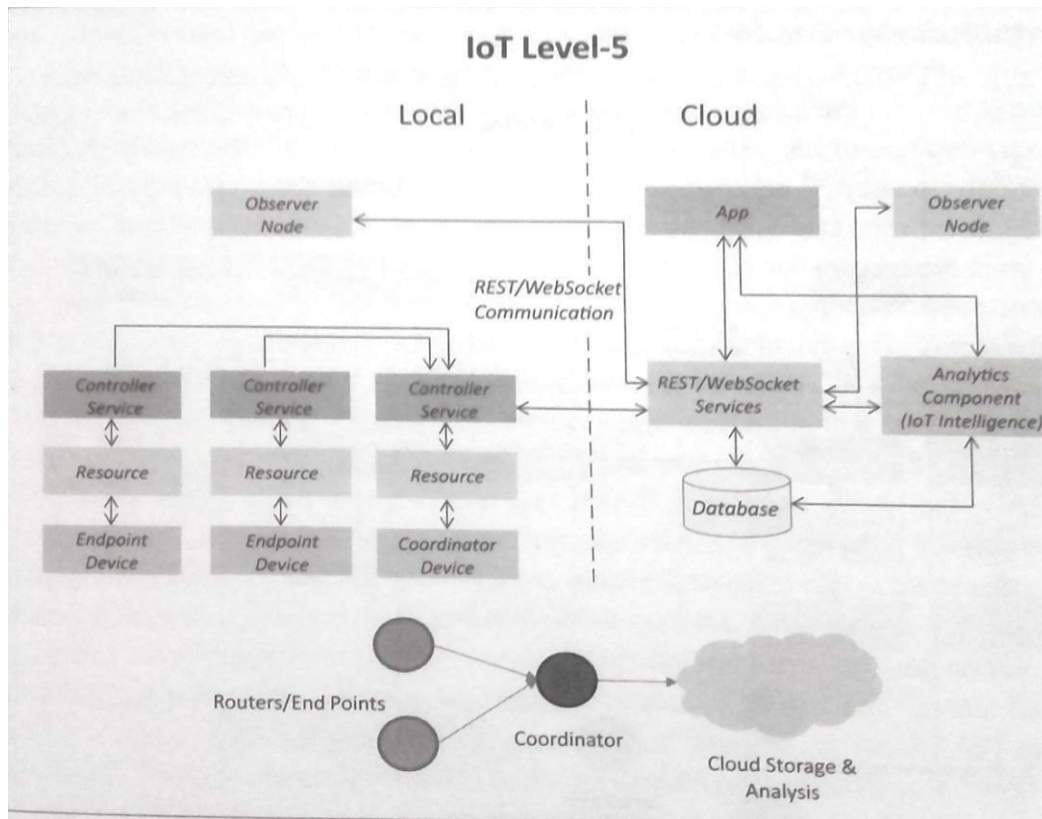 IoT Level-5
Local
Cloud
Observer
Node
App
Observer
Node
REST/WebSocket
Communication
Controller
Service
Controller
Service
Controller
Service
REST/WebSocket
Services
Analytics
Component
(IoT Intelligence)
Resource
Resource
Resource
Database
Endpoint
Device
Endpoint
Device
Coordinator
Device
Routers/End Points
Coordinator
Cloud Storage &
Analysis